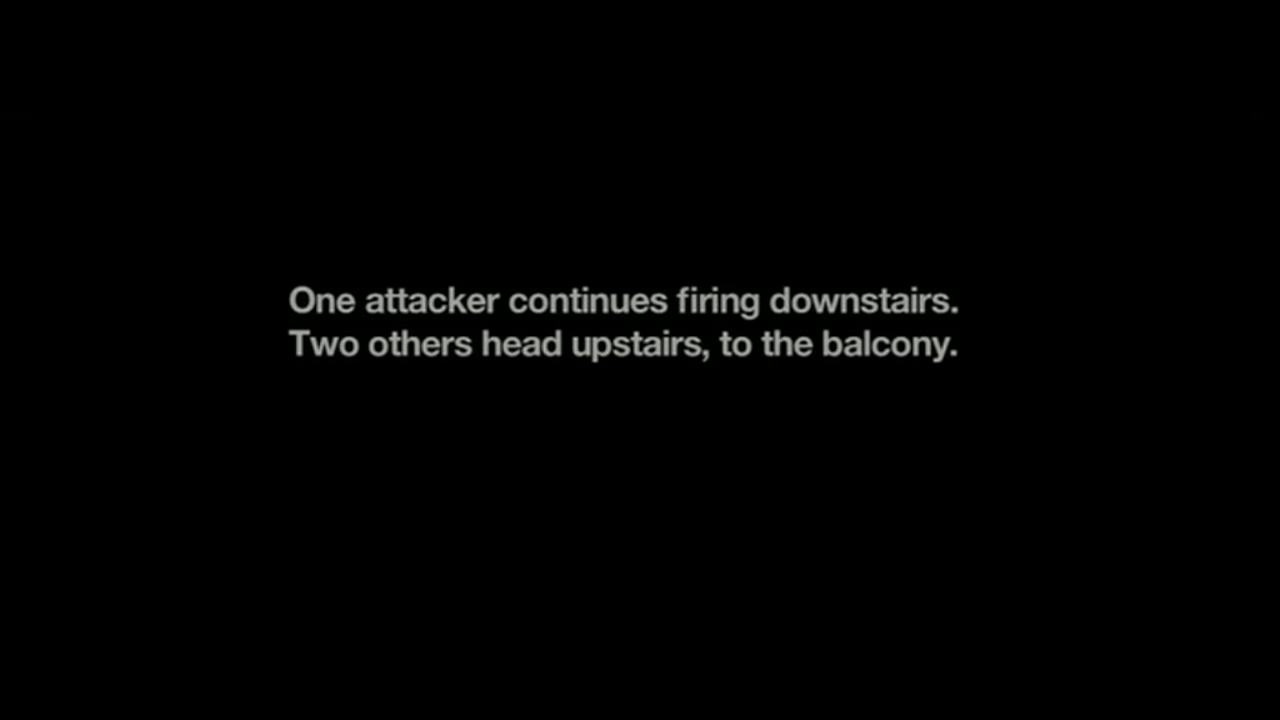 One attacker continues firing downstairs.
Two others head upstairs, to the balcony.